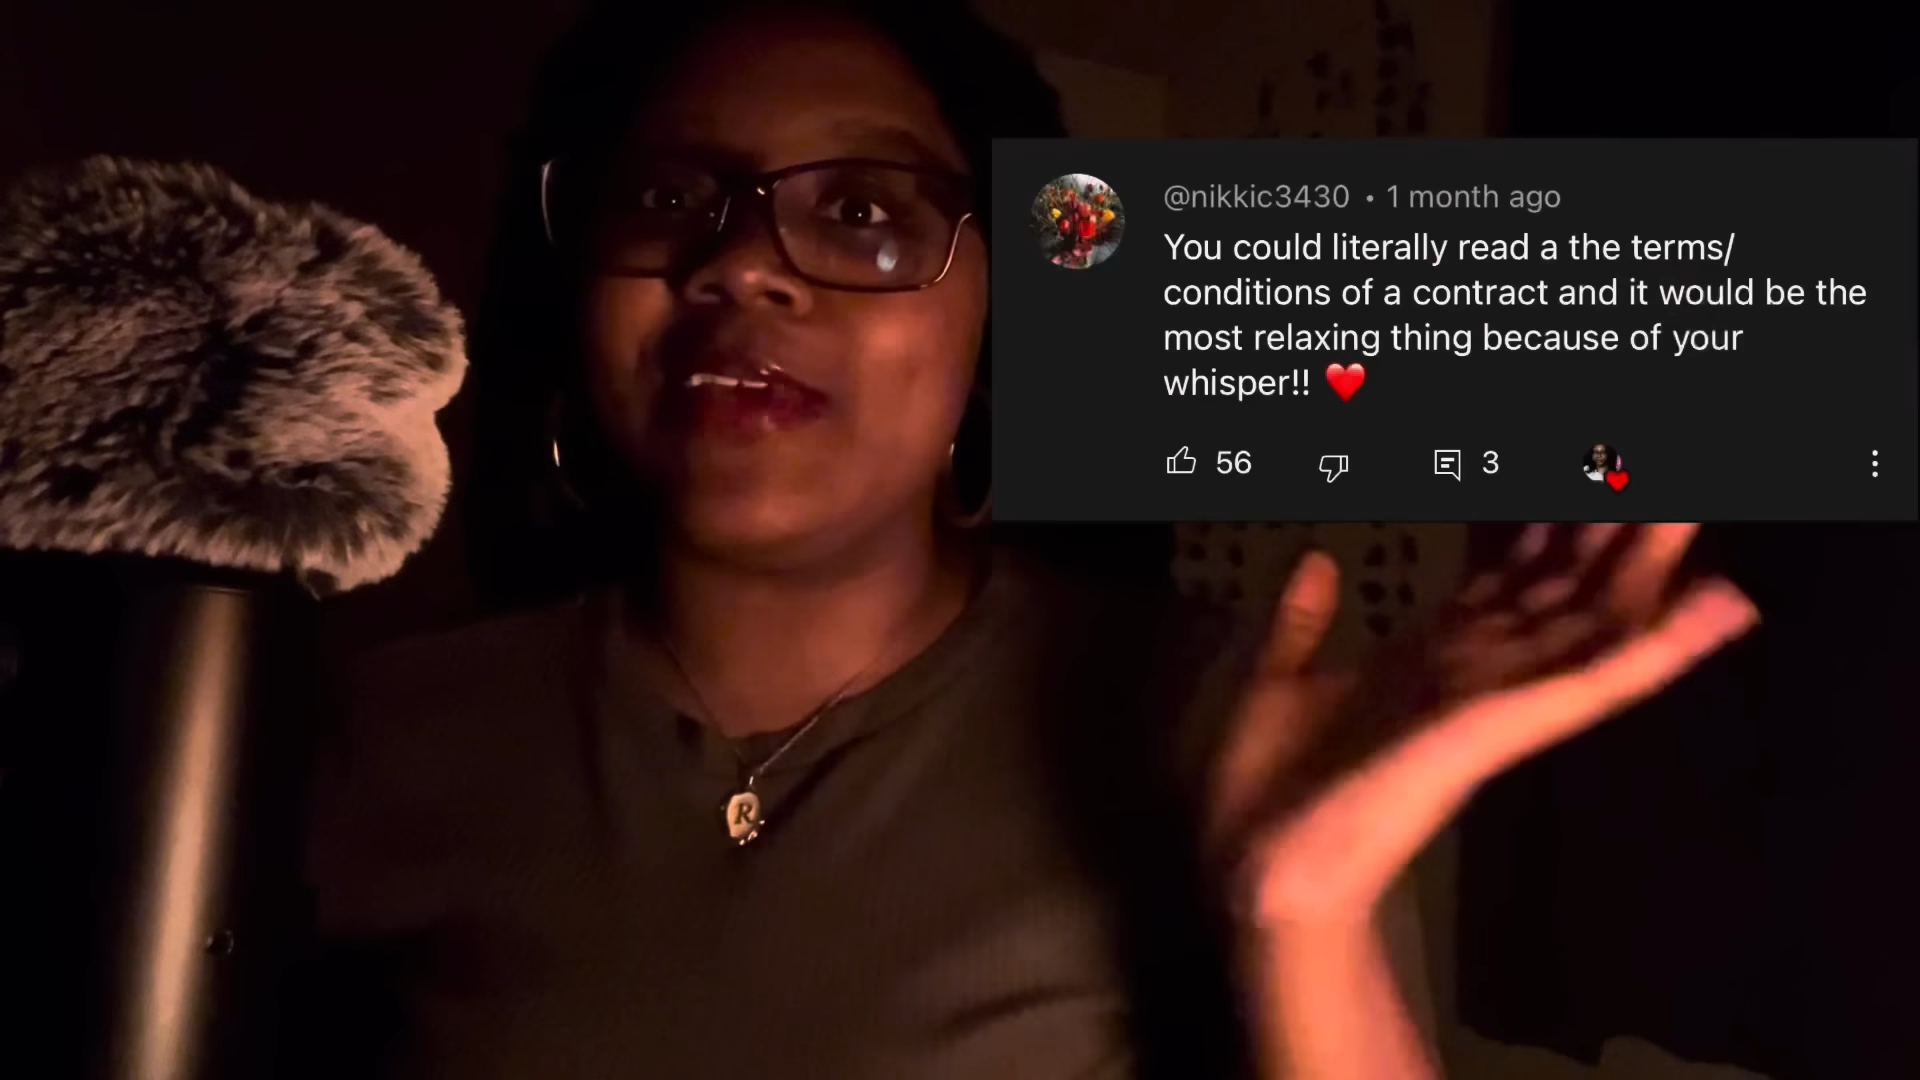 @nikkic3430 • 1 month ago
You could literally read a the terms/
conditions of a contract and it would be the
most relaxing thing because of your
whisper!! ❤️
56
3
R